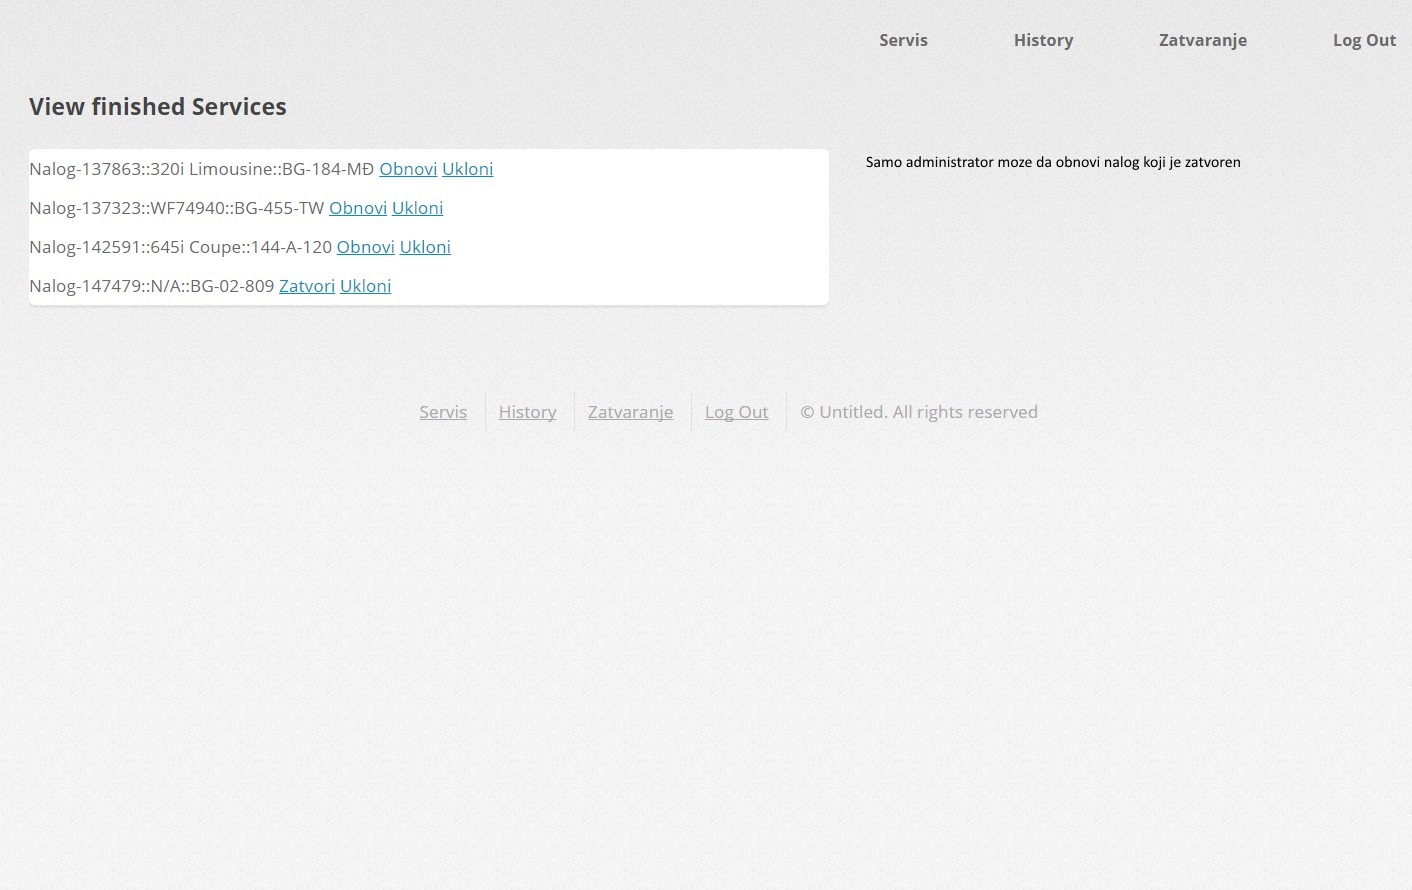 Servis History Zatvaranje Log Out
View finished Services
Nalog-137863::320i Limousine::BG-184-MĐ Obnovi Ukloni
Samo administrator moze da obnovi nalog koji je zatvoren
Nalog-137323::WF74940::BG-455-TW Obnovi Ukloni
Nalog-142591::645i Coupe::144-A-120 Obnovi Ukloni
Nalog-147479::N/A::BG-02-809 Zatvori Ukloni
Servis History Zatvaranje Log Out © Untitled. All rights reserved